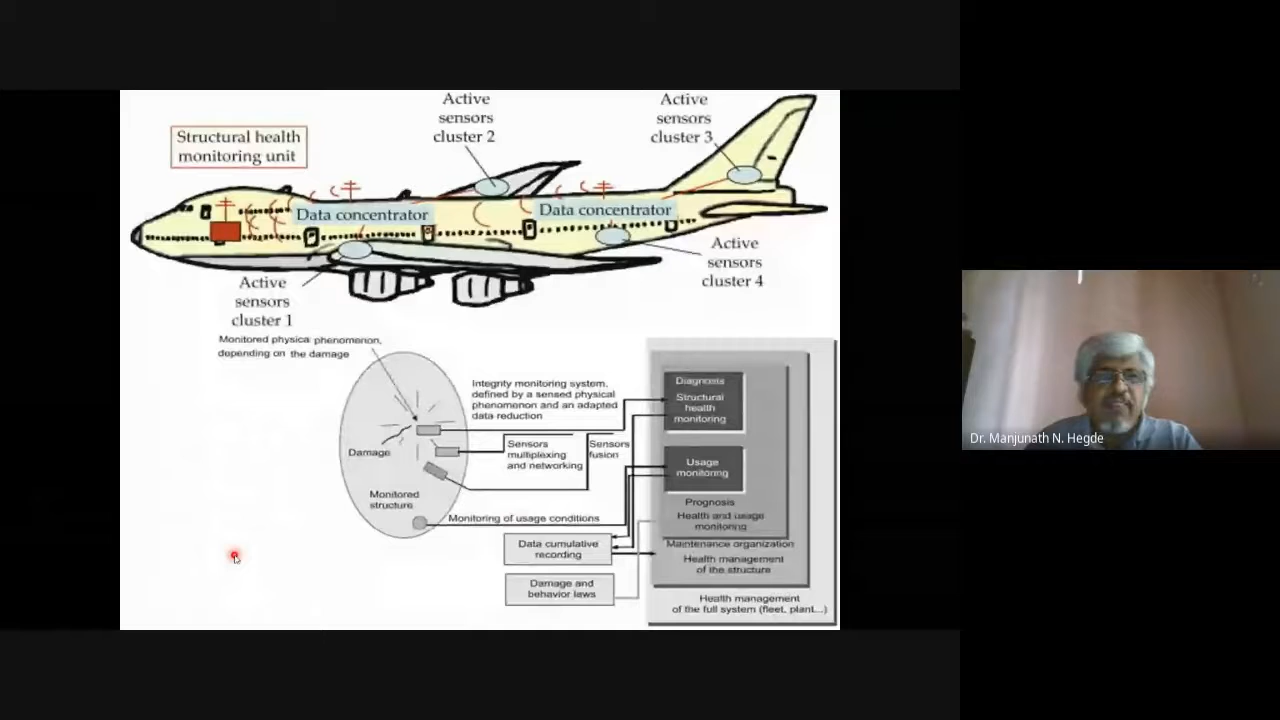 Active
sensors
cluster 2
Active
sensors
cluster 3
Structural health
monitoring unit
Data concentrator
Data concentrator
Active
sensors
cluster 4
Active
sensors
cluster 1
Monitored physical phenomenon,
depending on the damage
Integrity monitoring system,
defined by a sensed physical
phenomenon and an adapted
data reduction
Damage
Sensors
multiplexing
and networking
Sensors
fusion
Monitored
structure
Monitoring of usage conditions
Data cumulative
recording
Damage and
behavior laws
Diagnosis
Structural
health
monitoring
Usage
monitoring
Prognosis
Health and usage
monitoring
Maintenance organization
Health management
of the structure
Health management
of the full system (fleet, plant...)
Dr. Manjunath N. Hegde